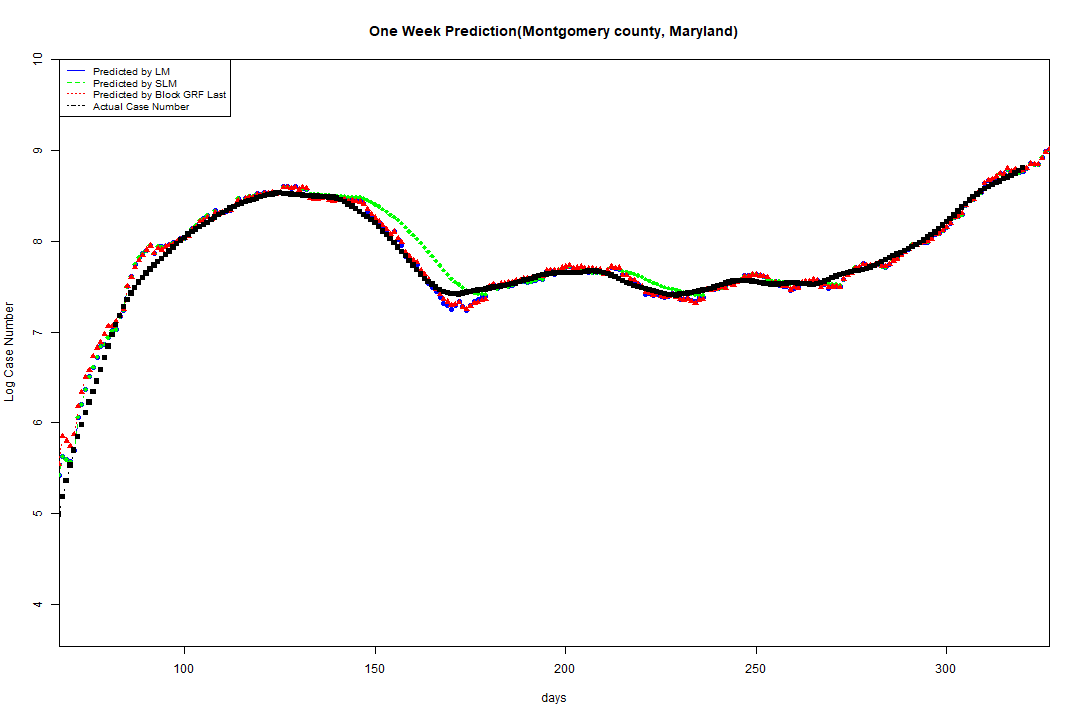 One Week Prediction(Montgomery county, Maryland)
Predicted by LM
Predicted by SLM
Predicted by Block GRF Last
Actual Case Number
10
9
8
7
6
5
4
Log Case Number
100 150 200 250 300
days